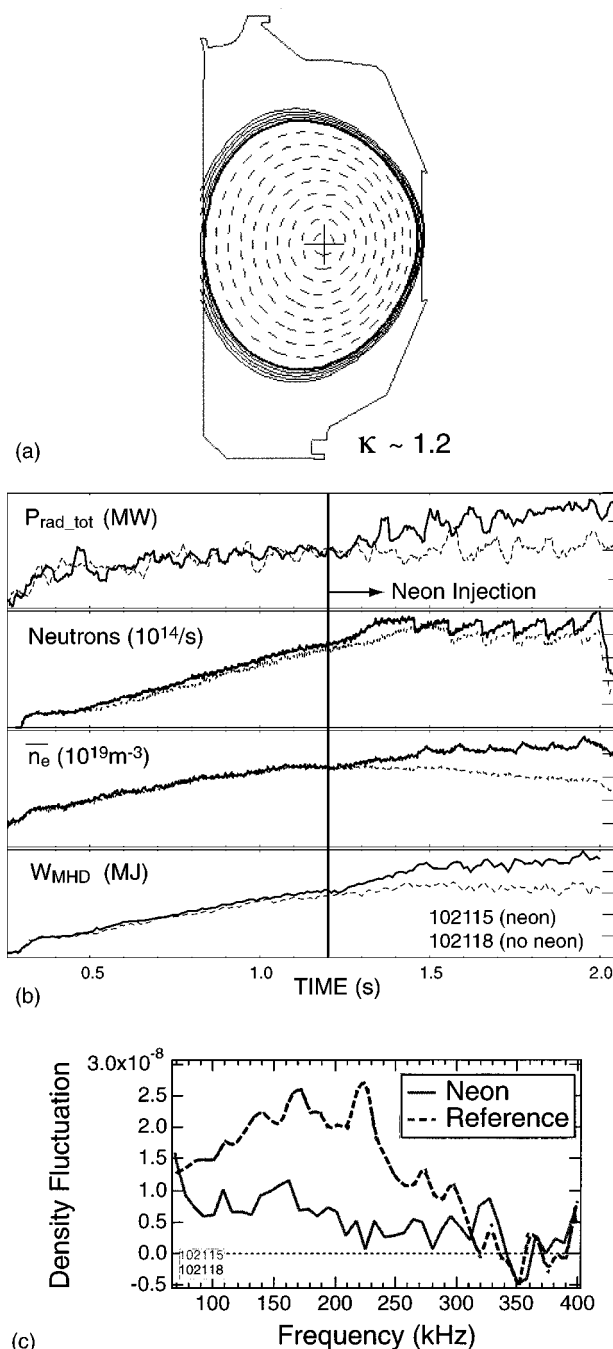 (a)
κ ~ 1.2
P_rad_tot (MW)
Neon Injection
Neutrons (10^14/s)
n̅_e (10^19m^-3)
W_MHD (MJ)
102115 (neon)
102118 (no neon)
0.5
1.0
1.5
2.0
(b)
TIME (s)
3.0x10^-8
2.5
2.0
1.5
1.0
0.5
0.0
-0.5
Density Fluctuation
Neon
Reference
102115
102118
100
150
200
250
300
350
400
(c)
Frequency (kHz)